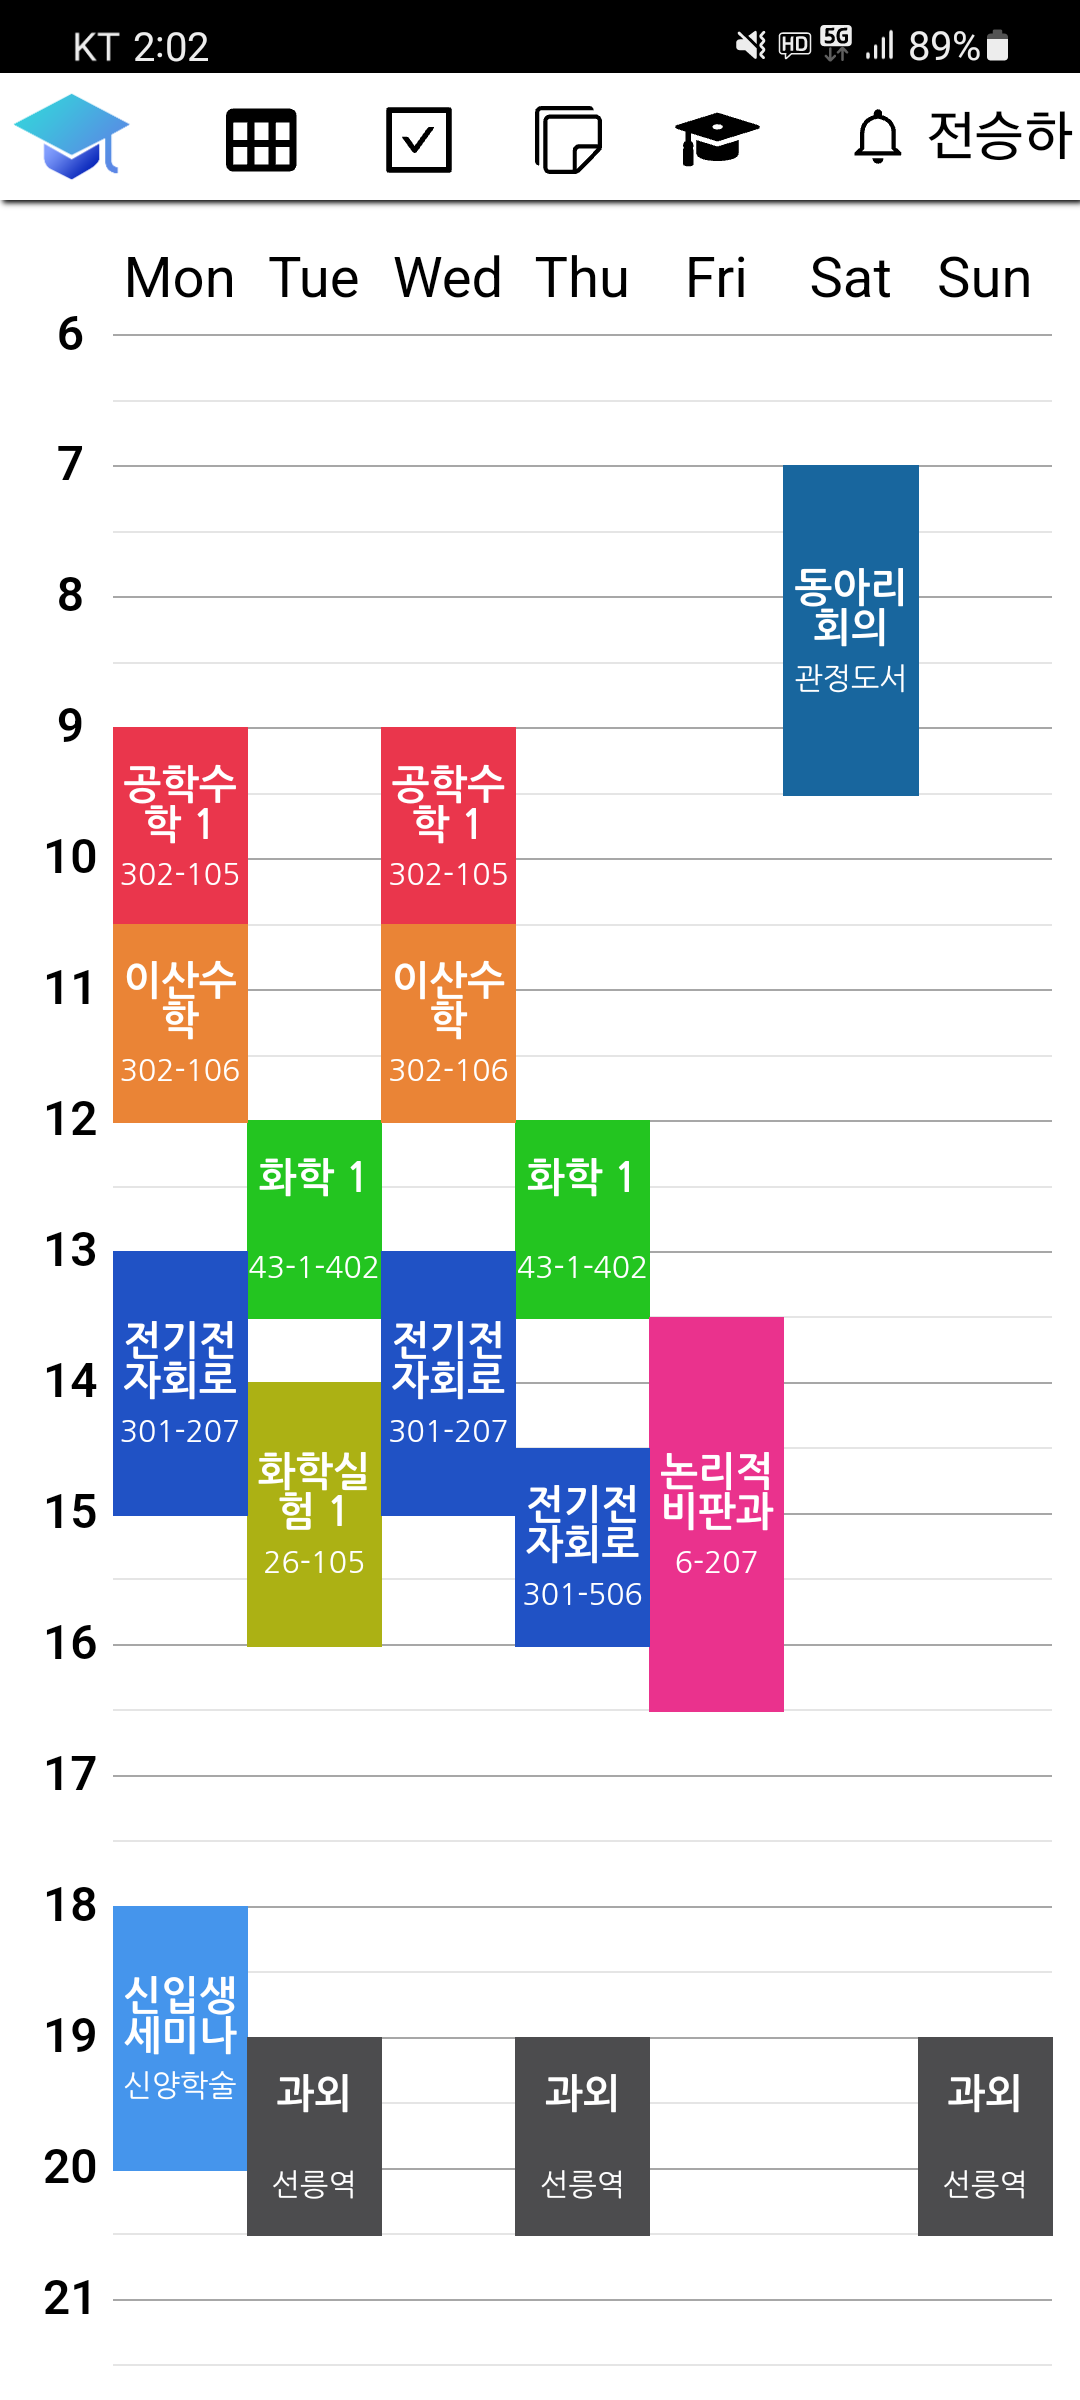 KT 2:02 HD 5G 89%
전승하
Mon Tue Wed Thu Fri Sat Sun
6
7
8
동아리
회의
관정도서
9
공학수
학 1
302-105
공학수
학 1
302-105
10
이산수
학
302-106
이산수
학
302-106
11
12
화학 1
43-1-402
화학 1
43-1-402
13
전기전
자회로
301-207
전기전
자회로
301-207
14
화학실
험 1
26-105
전기전
자회로
301-506
논리적
비판과
6-207
15
16
17
18
신입생
세미나
신양학술
19
과외
선릉역
과외
선릉역
과외
선릉역
20
21